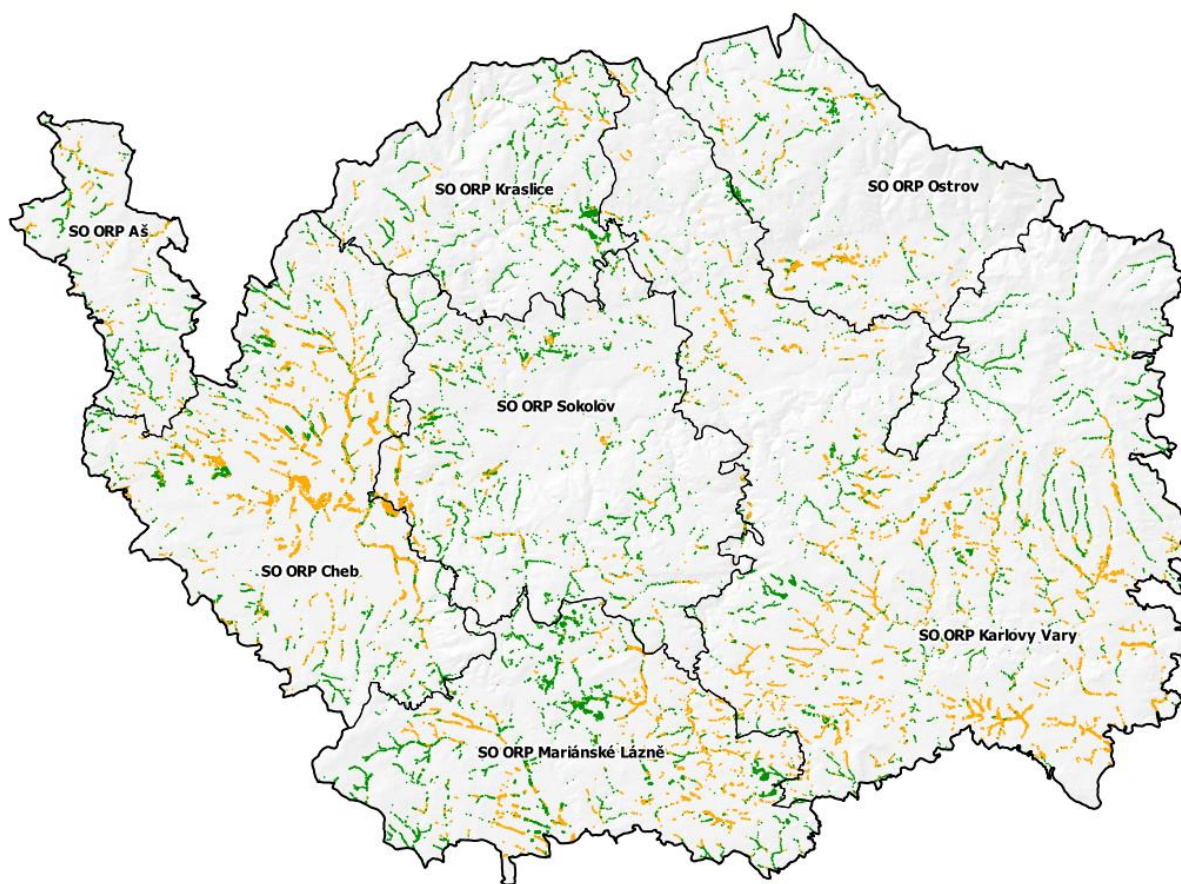 SO ORP Kraslice
SO ORP Ostrov
SO ORP Aš
SO ORP Sokolov
SO ORP Cheb
SO ORP Karlovy Vary
SO ORP Mariánské Lázně